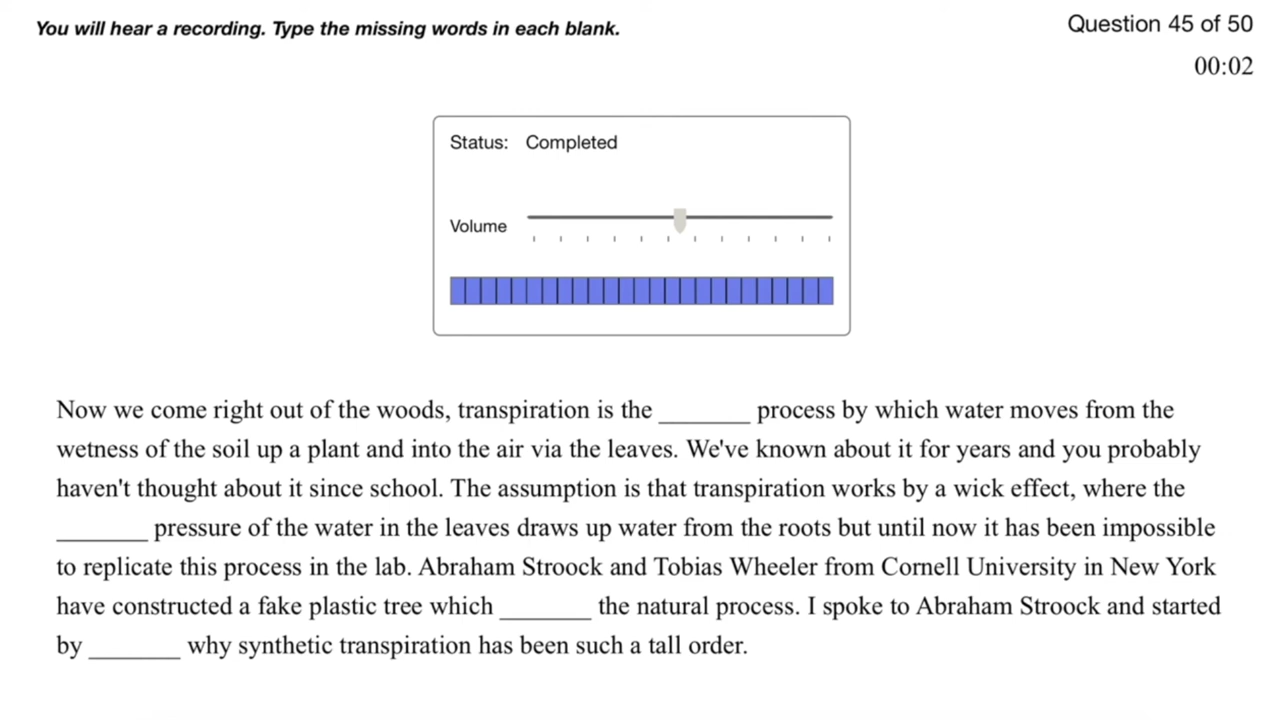 You will hear a recording. Type the missing words in each blank.
Question 45 of 50
00:02
Status: Completed
Volume
Now we come right out of the woods, transpiration is the ________ process by which water moves from the
wetness of the soil up a plant and into the air via the leaves. We've known about it for years and you probably
haven't thought about it since school. The assumption is that transpiration works by a wick effect, where the
________ pressure of the water in the leaves draws up water from the roots but until now it has been impossible
to replicate this process in the lab. Abraham Stroock and Tobias Wheeler from Cornell University in New York
have constructed a fake plastic tree which ________ the natural process. I spoke to Abraham Stroock and started
by ________ why synthetic transpiration has been such a tall order.